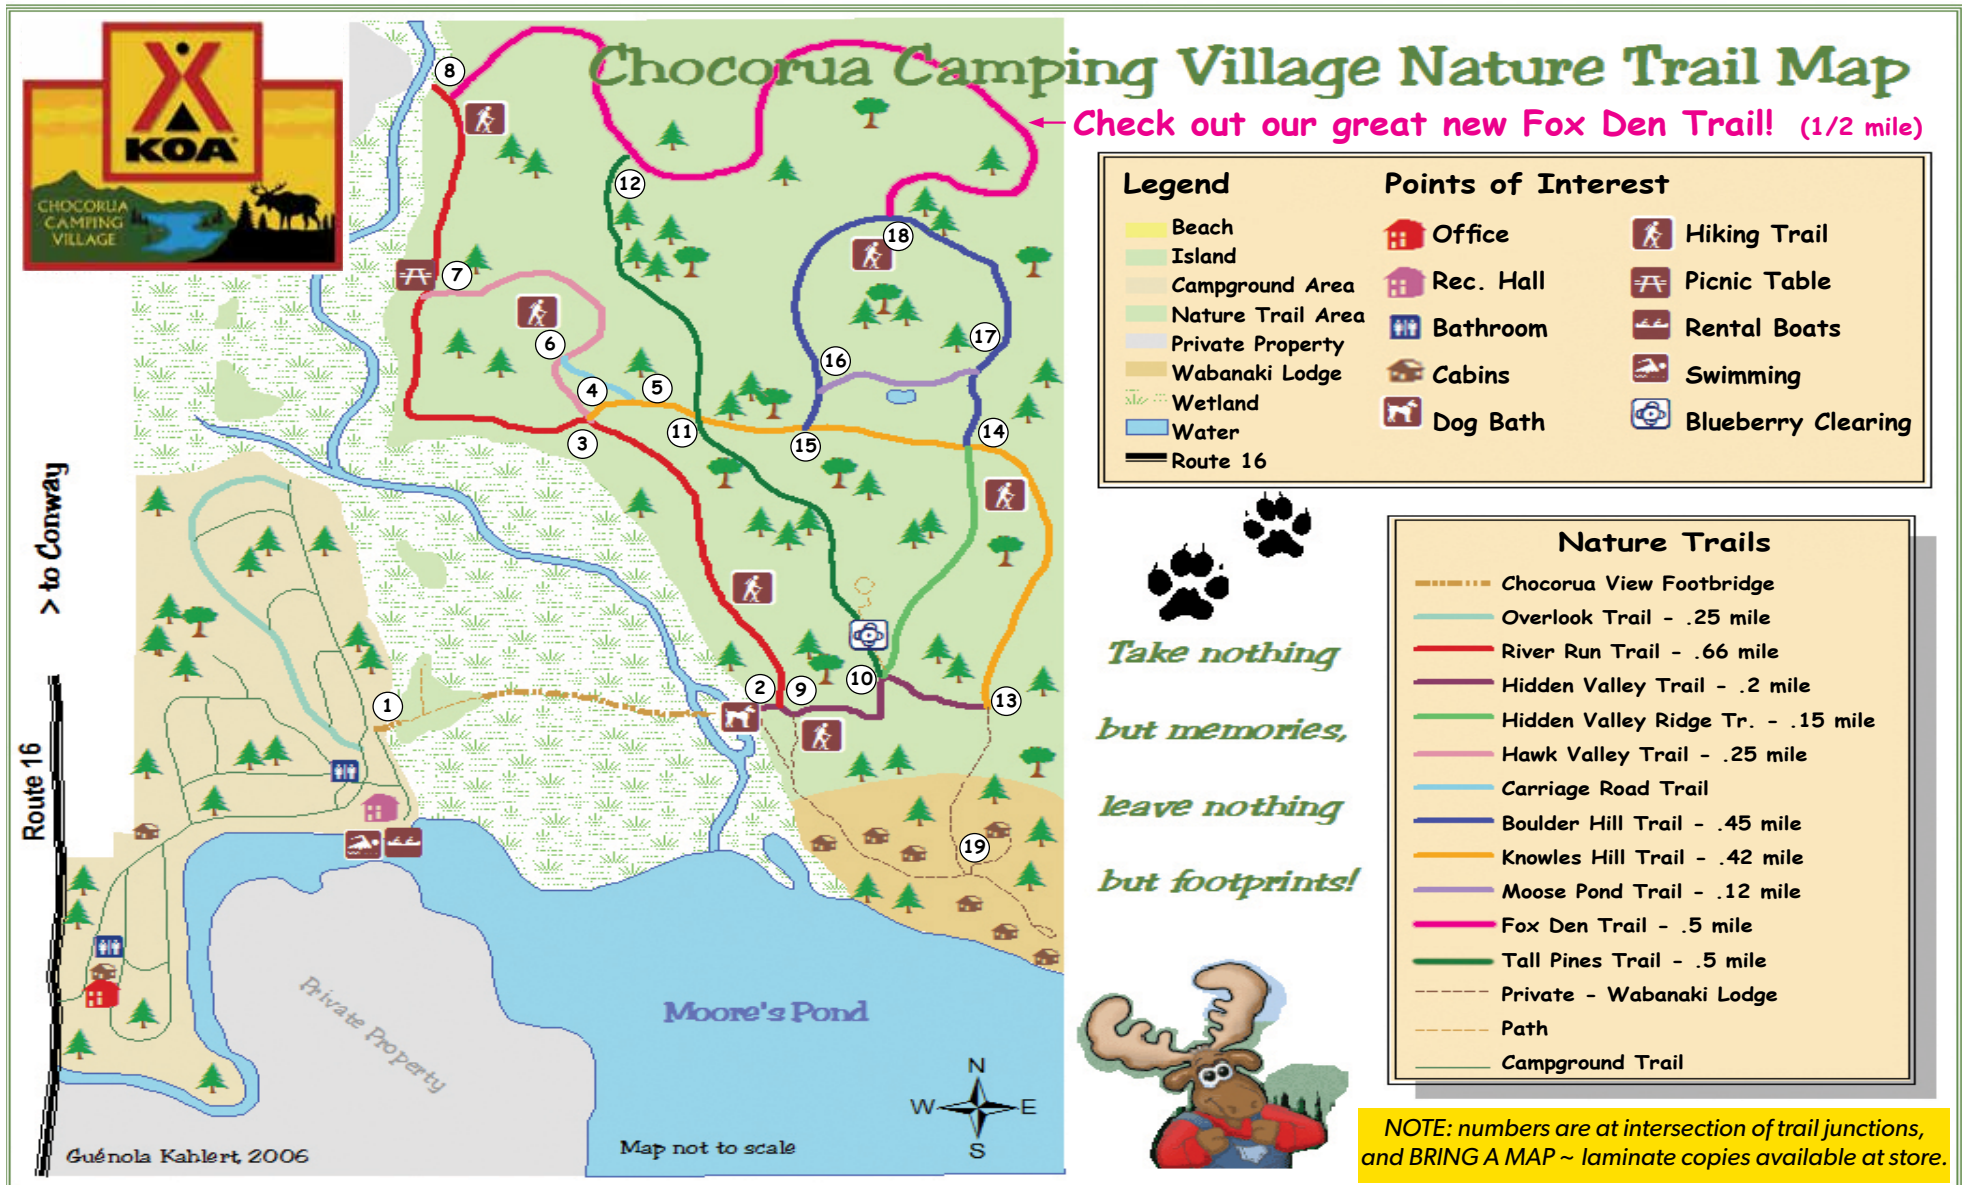 KOA
CHOCORUA
CAMPING
VILLAGE
Chocorua Camping Village Nature Trail Map
Check out our great new Fox Den Trail! (1/2 mile)
Legend
Beach
Island
Campground Area
Nature Trail Area
Private Property
Wabanaki Lodge
Wetland
Water
Route 16
Points of Interest
Office
Rec. Hall
Bathroom
Cabins
Dog Bath
Hiking Trail
Picnic Table
Rental Boats
Swimming
Blueberry Clearing
8
12
18
7
6
17
16
4
5
3
11
15
14
2
9
10
13
1
19
> to Conway
Route 16
Take nothing
but memories,
leave nothing
but footprints!
Nature Trails
Chocorua View Footbridge
Overlook Trail - .25 mile
River Run Trail - .66 mile
Hidden Valley Trail - .2 mile
Hidden Valley Ridge Tr. - .15 mile
Hawk Valley Trail - .25 mile
Carriage Road Trail
Boulder Hill Trail - .45 mile
Knowles Hill Trail - .42 mile
Moose Pond Trail - .12 mile
Fox Den Trail - .5 mile
Tall Pines Trail - .5 mile
Private - Wabanaki Lodge
Path
Campground Trail
Private Property
Moore's Pond
N
W E
S
Guénola Kahlert, 2006
Map not to scale
NOTE: numbers are at intersection of trail junctions,
and BRING A MAP ~ laminate copies available at store.